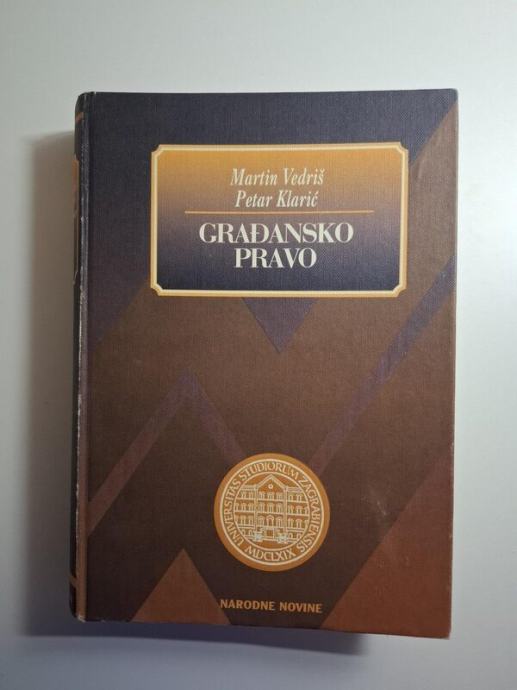 Martin Vedriš
Petar Klarić
GRAĐANSKO
PRAVO
UNIVERSITAS STUDIORUM ZAGRABIENSIS
MDCLXIX
NARODNE NOVINE